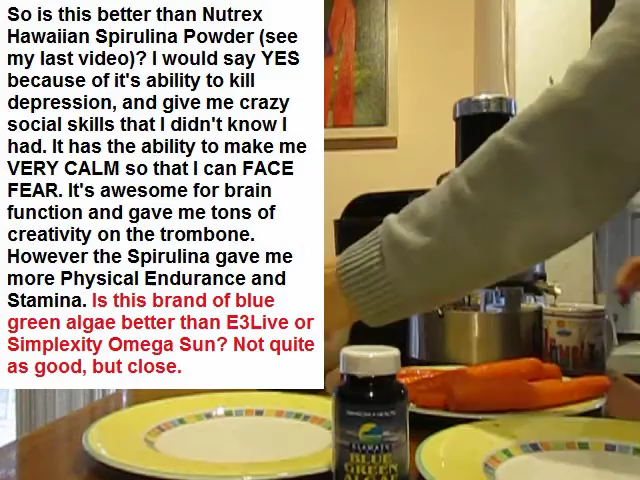 So is this better than Nutrex
Hawaiian Spirulina Powder (see
my last video)? I would say YES
because of it's ability to kill
depression, and give me crazy
social skills that I didn't know I
had. It has the ability to make me
VERY CALM so that I can FACE
FEAR. It's awesome for brain
function and gave me tons of
creativity on the trombone.
However the Spirulina gave me
more Physical Endurance and
Stamina. Is this brand of blue
green algae better than E3Live or
Simplexity Omega Sun? Not quite
as good, but close.
KLAMATH
BLUE
GREEN
ALGAE